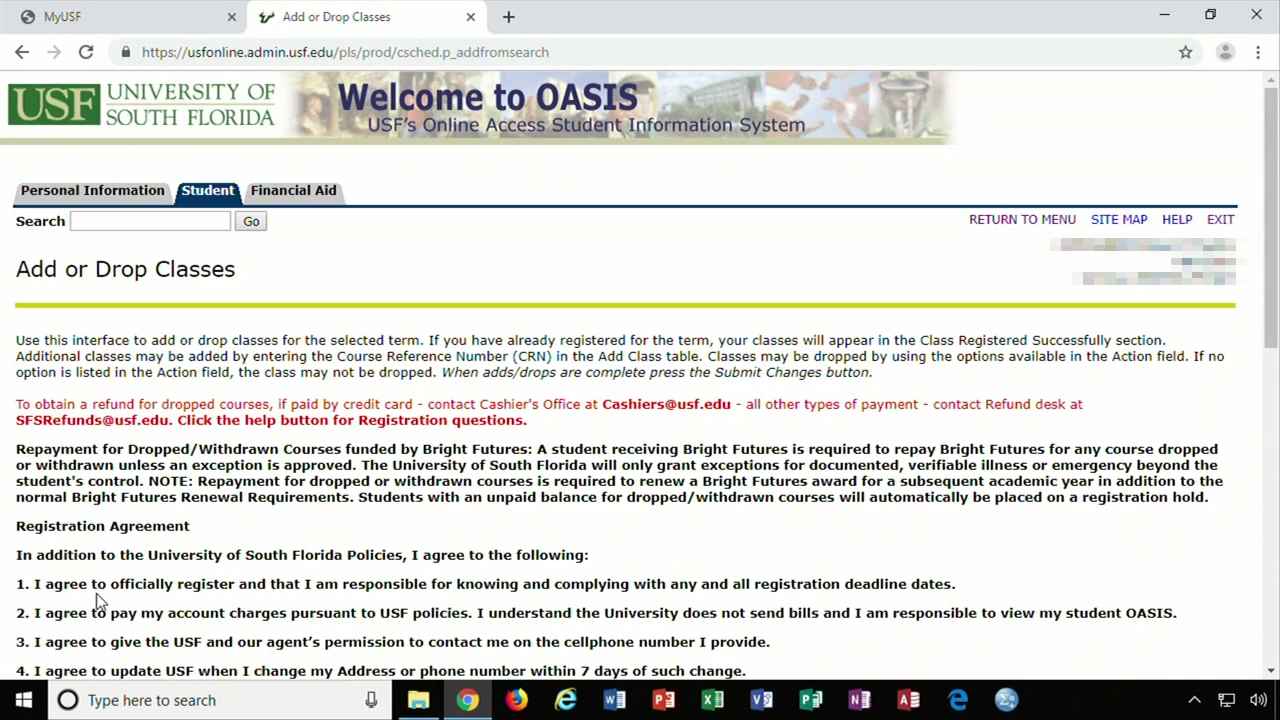 MyUSF
Add or Drop Classes
https://usfonline.admin.usf.edu/pls/prod/csched.p_addfromsearch
USF UNIVERSITY OF
SOUTH FLORIDA
Welcome to OASIS
USF's Online Access Student Information System
Personal Information Student Financial Aid
Search Go
RETURN TO MENU SITE MAP HELP EXIT
Add or Drop Classes
Use this interface to add or drop classes for the selected term. If you have already registered for the term, your classes will appear in the Class Registered Successfully section.
Additional classes may be added by entering the Course Reference Number (CRN) in the Add Class table. Classes may be dropped by using the options available in the Action field. If no
option is listed in the Action field, the class may not be dropped. When adds/drops are complete press the Submit Changes button.
To obtain a refund for dropped courses, if paid by credit card - contact Cashier's Office at Cashiers@usf.edu - all other types of payment - contact Refund desk at
SFSRefunds@usf.edu. Click the help button for Registration questions.
Repayment for Dropped/Withdrawn Courses funded by Bright Futures: A student receiving Bright Futures is required to repay Bright Futures for any course dropped
or withdrawn unless an exception is approved. The University of South Florida will only grant exceptions for documented, verifiable illness or emergency beyond the
student's control. NOTE: Repayment for dropped or withdrawn courses is required to renew a Bright Futures award for a subsequent academic year in addition to the
normal Bright Futures Renewal Requirements. Students with an unpaid balance for dropped/withdrawn courses will automatically be placed on a registration hold.
Registration Agreement
In addition to the University of South Florida Policies, I agree to the following:
1. I agree to officially register and that I am responsible for knowing and complying with any and all registration deadline dates.
2. I agree to pay my account charges pursuant to USF policies. I understand the University does not send bills and I am responsible to view my student OASIS.
3. I agree to give the USF and our agent's permission to contact me on the cellphone number I provide.
4. I agree to update USF when I change my Address or phone number within 7 days of such change.
Type here to search